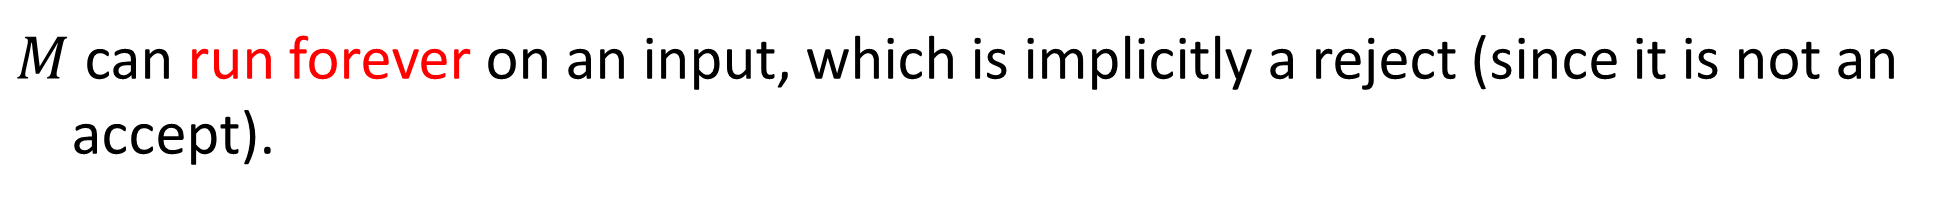 M can run forever on an input, which is implicitly a reject (since it is not an
accept).